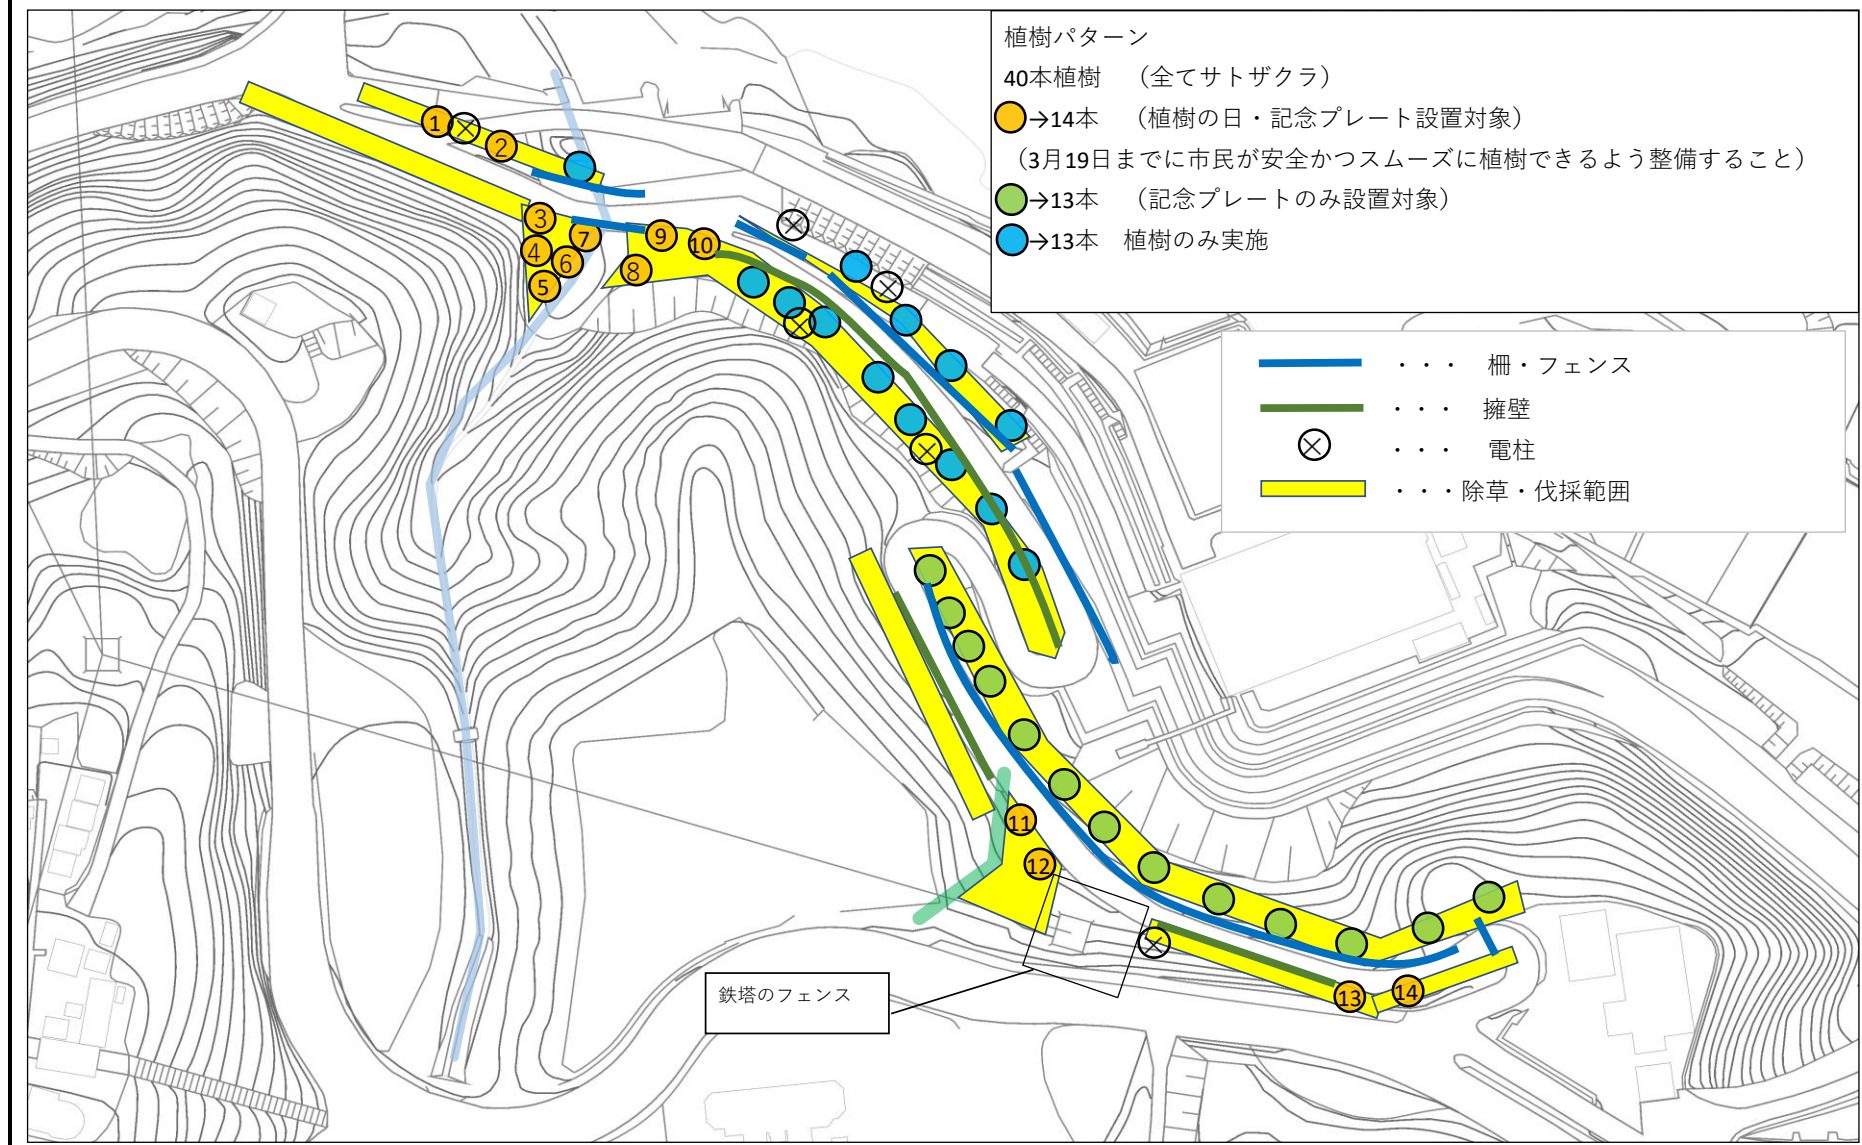 植樹パターン
40本植樹　（全てサトザクラ）
→14本　（植樹の日・記念プレート設置対象）
（3月19日までに市民が安全かつスムーズに植樹できるよう整備すること）
→13本　（記念プレートのみ設置対象）
→13本　植樹のみ実施
・・・　柵・フェンス
・・・　擁壁
・・・　電柱
・・・除草・伐採範囲
1
2
3
4
5
6
7
8
9
10
11
12
13
14
鉄塔のフェンス